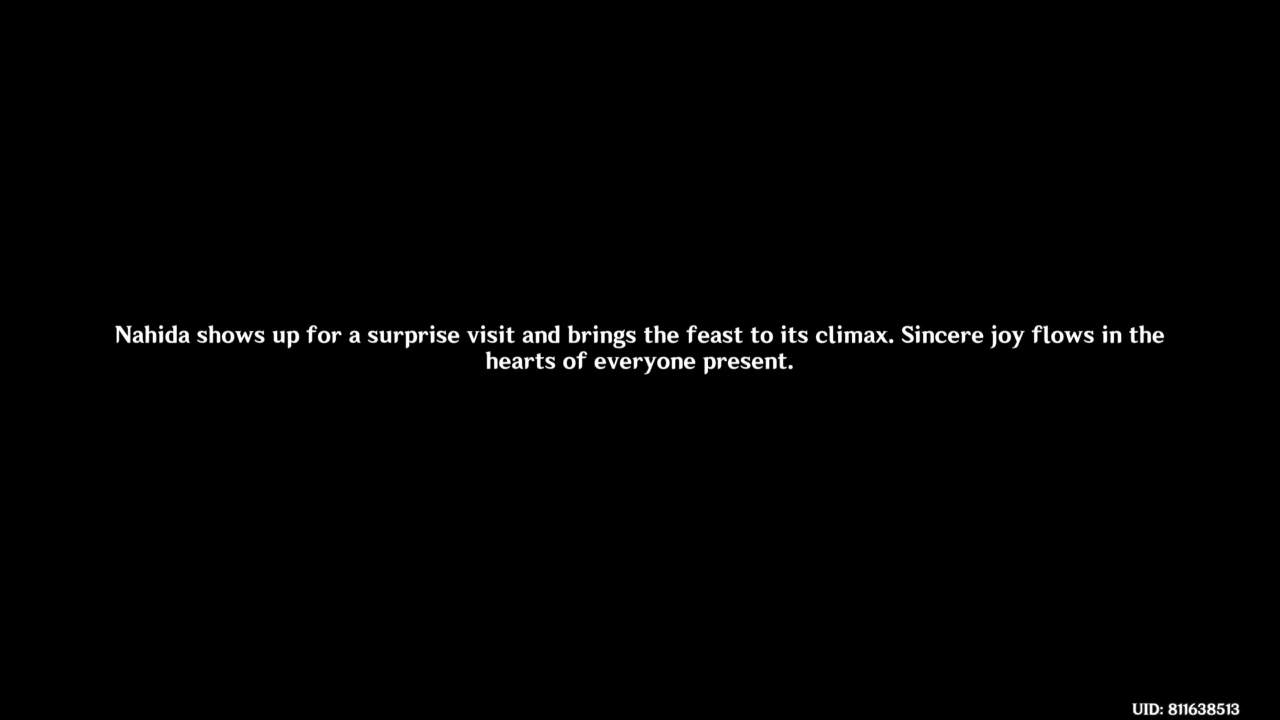 Nahida shows up for a surprise visit and brings the feast to its climax. Sincere joy flows in the
hearts of everyone present.
UID: 811638513